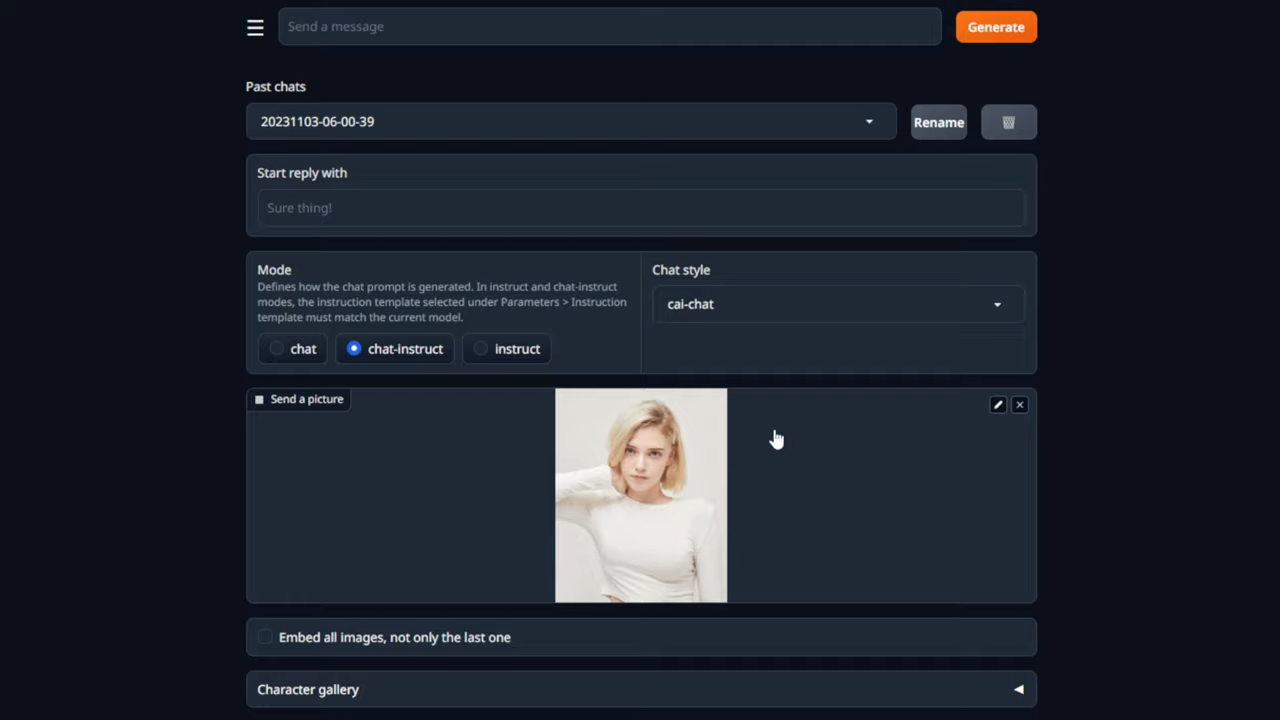 Send a message
Generate
Past chats
20231103-06-00-39
Rename
Start reply with
Sure thing!
Mode
Defines how the chat prompt is generated. In instruct and chat-instruct
modes, the instruction template selected under Parameters > Instruction
template must match the current model.
chat
chat-instruct
instruct
Chat style
cai-chat
Send a picture
Embed all images, not only the last one
Character gallery